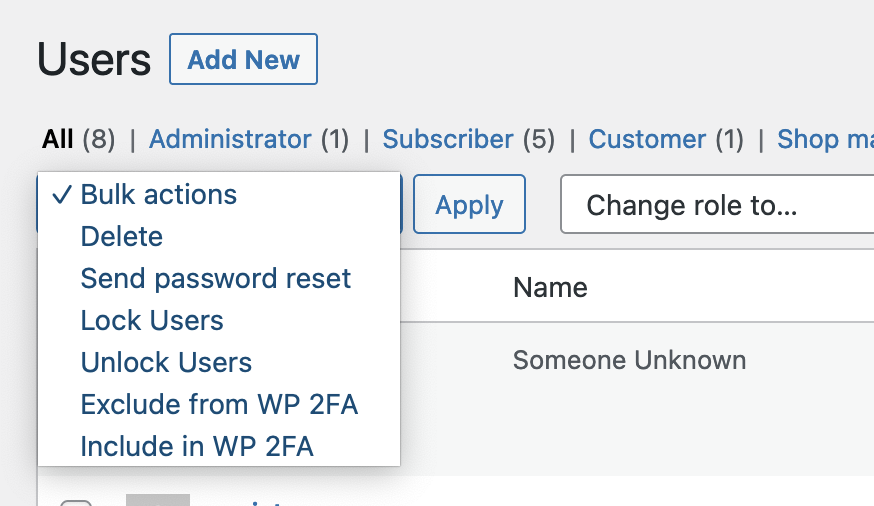 Users Add New
All (8) | Administrator (1) | Subscriber (5) | Customer (1) | Shop
✓ Bulk actions
Apply Change role to...
Delete
Send password reset
Lock Users
Unlock Users
Exclude from WP 2FA
Include in WP 2FA
Name
Someone Unknown